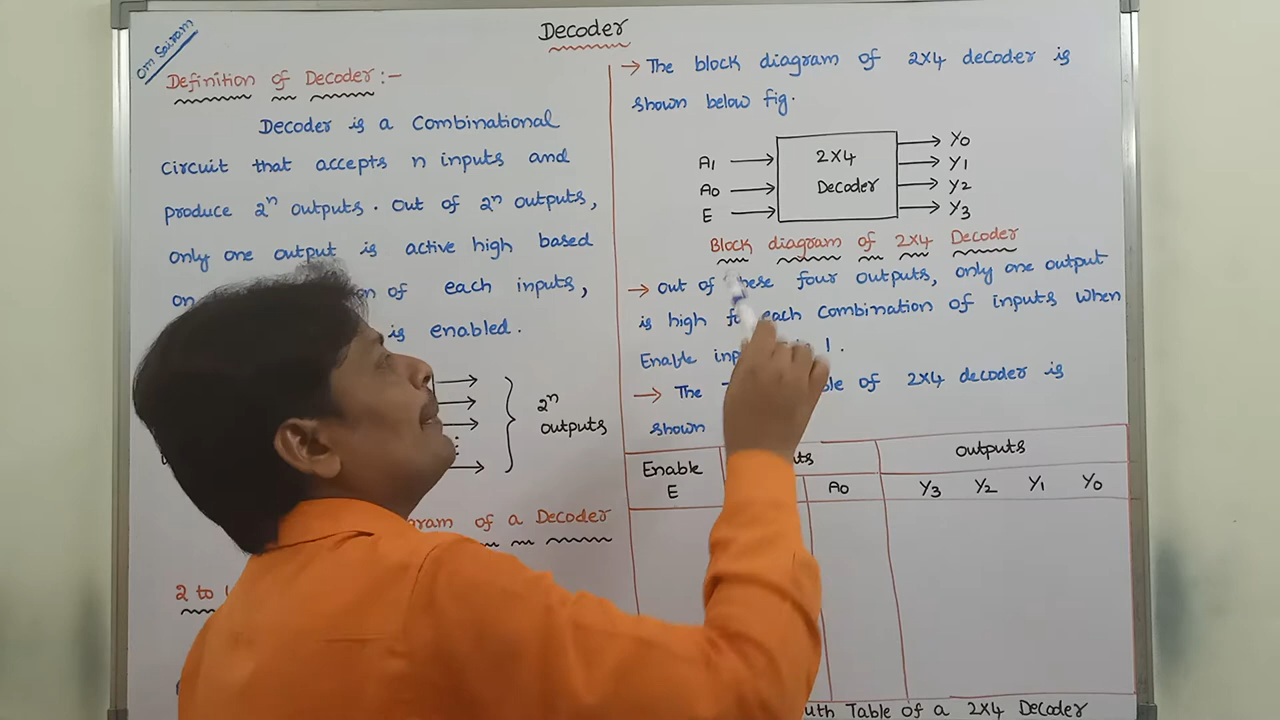 Decoder
Om Sairam
Definition of Decoder:-
Decoder is a Combinational
Circuit that accepts n inputs and
produce 2ⁿ outputs. out of 2ⁿ outputs,
only one output is active high based
on of each inputs,
is enabled.
2ⁿ
outputs
of a Decoder
2 to
→ The block diagram of 2x4 decoder is
shown below fig.
A1
A0
E
2x4
Decoder
Y0
Y1
Y2
Y3
Block diagram of 2x4 Decoder
→ out of these four outputs, only one output
is high for each Combination of inputs when
Enable 1.
→ The of 2x4 decoder is
shown
Enable
E
A0
outputs
Y3 Y2 Y1 Y0
Table of a 2x4 Decoder